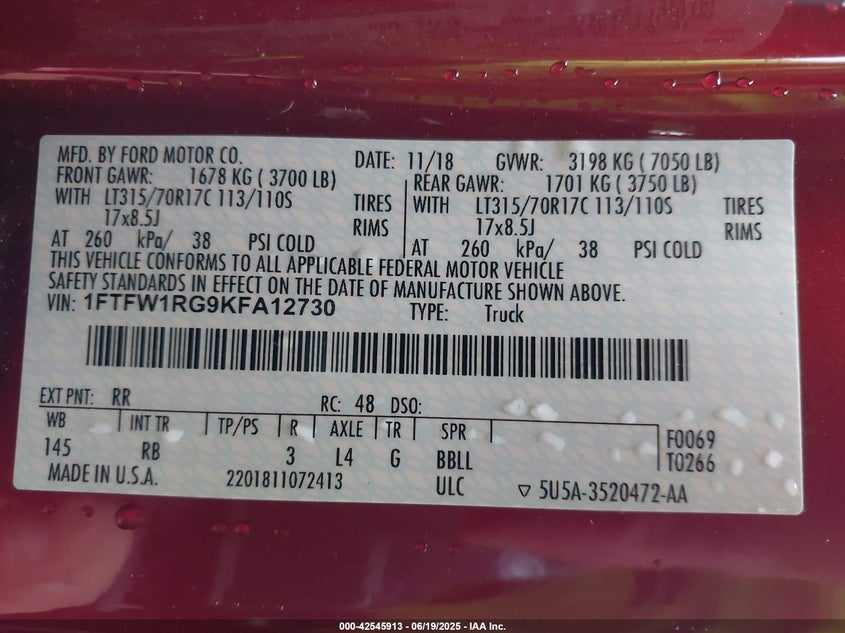 MFD. BY FORD MOTOR CO. DATE: 11/18 GVWR: 3198 KG ( 7050 LB)
FRONT GAWR: 1678 KG ( 3700 LB) REAR GAWR: 1701 KG ( 3750 LB)
WITH LT315/70R17C 113/110S TIRES WITH LT315/70R17C 113/110S TIRES
17x8.5J RIMS 17x8.5J RIMS
AT 260 kPa/ 38 PSI COLD AT 260 kPa/ 38 PSI COLD
THIS VEHICLE CONFORMS TO ALL APPLICABLE FEDERAL MOTOR VEHICLE
SAFETY STANDARDS IN EFFECT ON THE DATE OF MANUFACTURE SHOWN ABOVE.
VIN: 1FTFW1RG9KFA12730 TYPE: Truck
EXT PNT: RR RC: 48 DSO:
WB INT TR TP/PS R AXLE TR SPR F0069
145 RB 3 L4 G BBLL T0266
MADE IN U.S.A. 2201811072413 ULC ▽ 5U5A-3520472-AA
000-42545913 - 06/19/2025 - IAA Inc.